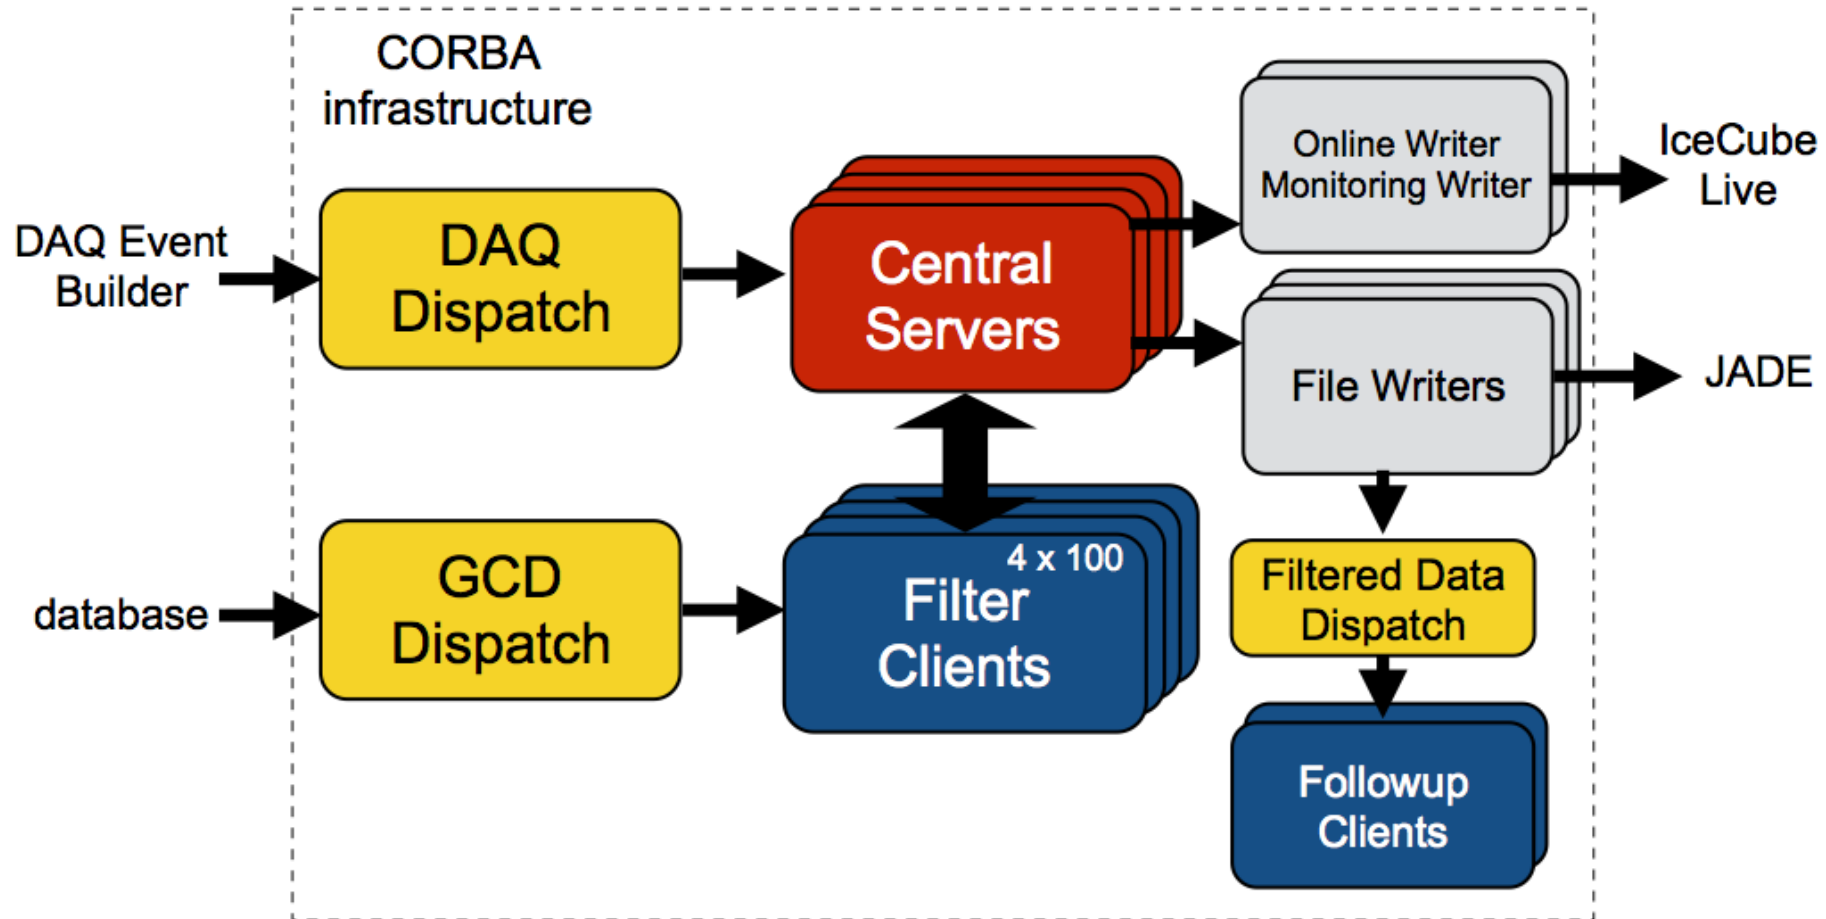 CORBA
infrastructure
DAQ Event
Builder
DAQ
Dispatch
Central
Servers
Online Writer
Monitoring Writer
IceCube
Live
File Writers
JADE
database
GCD
Dispatch
4 x 100
Filter
Clients
Filtered Data
Dispatch
Followup
Clients